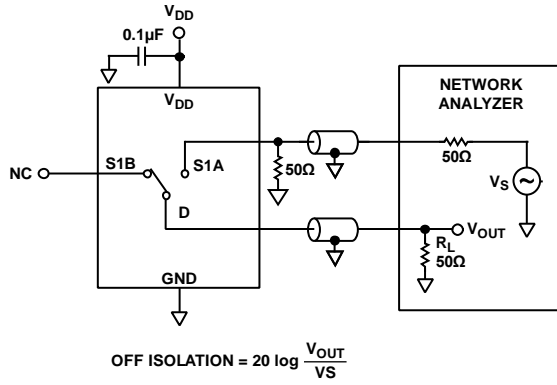 VDD
0.1µF
VDD
NETWORK
ANALYZER
S1B
S1A
NC
50Ω
50Ω
VS
D
VOUT
RL
50Ω
GND
OFF ISOLATION = 20 log VOUT
VS